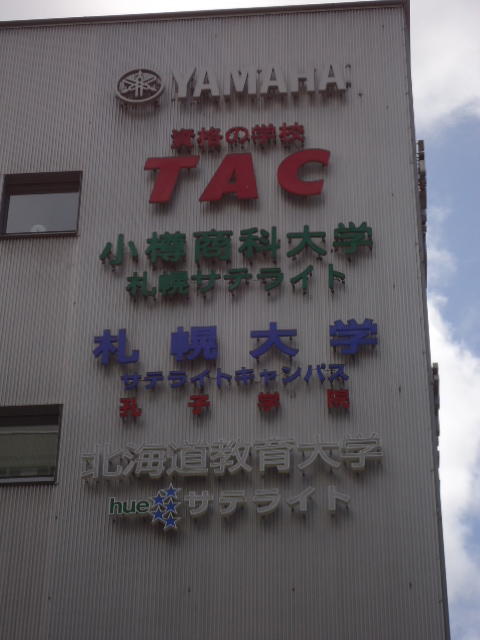 YAMAHA
資格の学校
TAC
小樽商科大学
札幌サテライト
札幌大学
サテライトキャンパス
孔子学院
北海道教育大学
hue サテライト